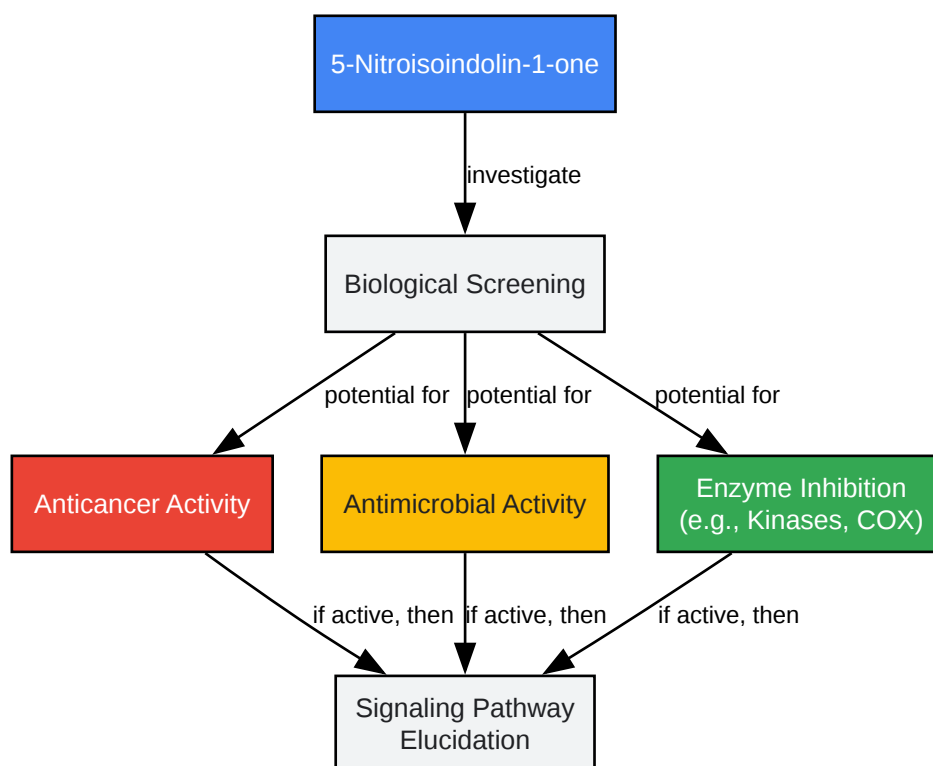 5-Nitroisoindolin-1-one
investigate
Biological Screening
potential for
potential for
potential for
Anticancer Activity
Antimicrobial Activity
Enzyme Inhibition
(e.g., Kinases, COX)
if active, then
if active, then
if active, then
Signaling Pathway
Elucidation